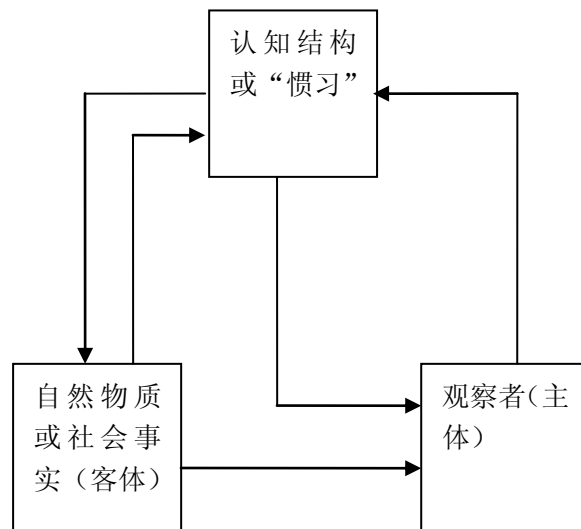 认知结构
或“惯习”
自然物质
或社会事
实（客体）
观察者（主
体）